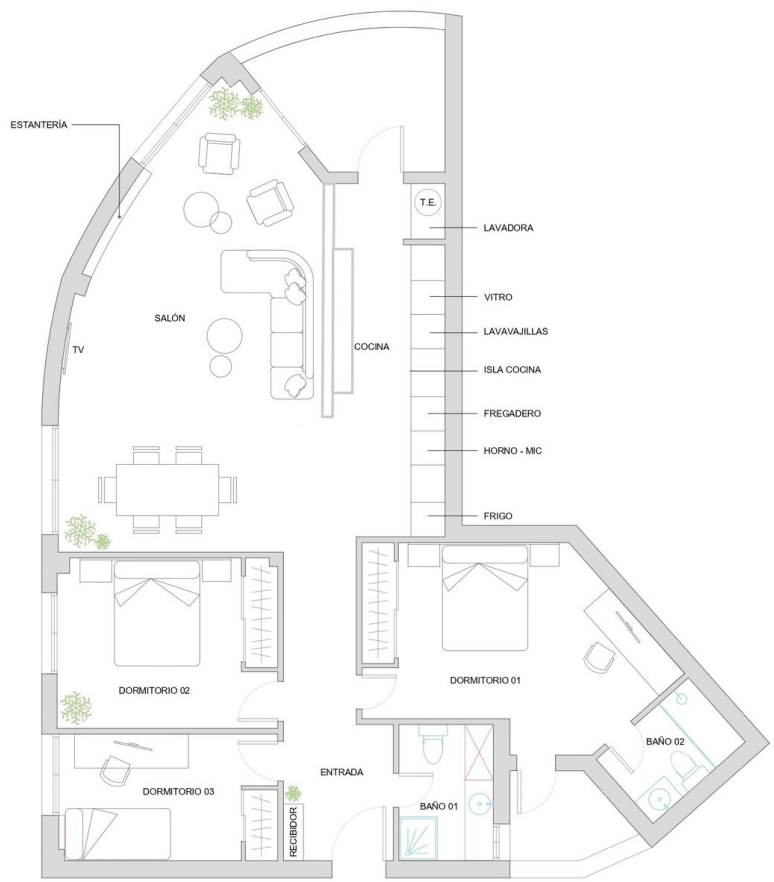 ESTANTERÍA
T.E.
LAVADORA
VITRO
SALÓN
LAVAVAJILLAS
TV
COCINA
ISLA COCINA
FREGADERO
HORNO - MIC
FRIGO
DORMITORIO 02
DORMITORIO 01
BAÑO 02
ENTRADA
DORMITORIO 03
BAÑO 01
RECIBIDOR